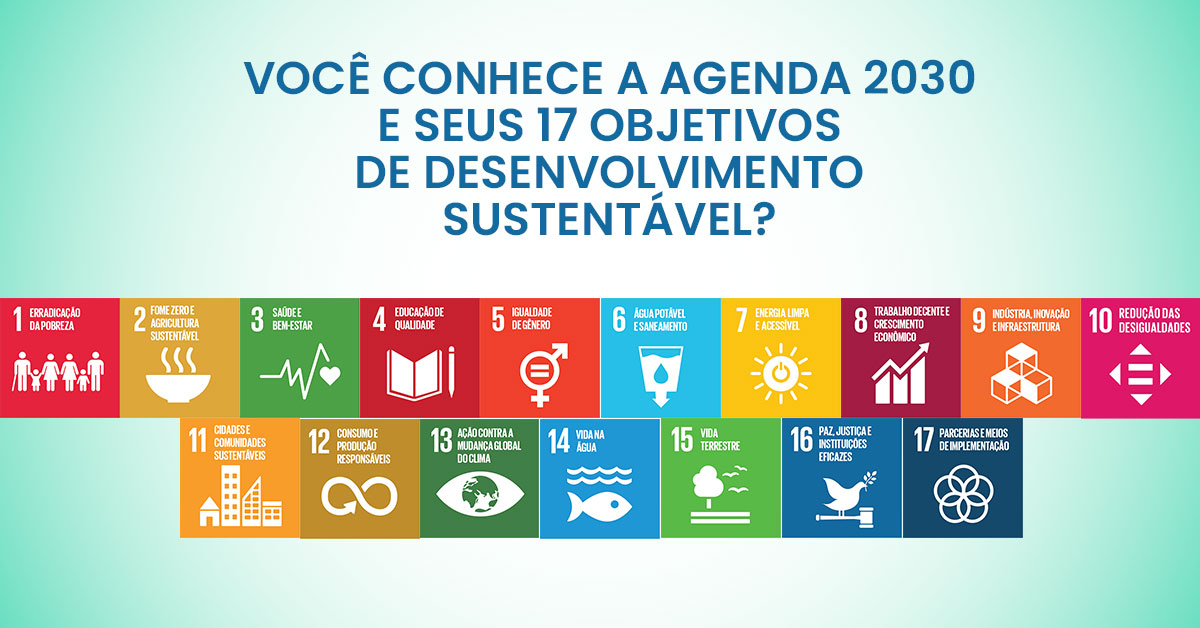 VOCÊ CONHECE A AGENDA 2030
E SEUS 17 OBJETIVOS
DE DESENVOLVIMENTO
SUSTENTÁVEL?
1 ERRADICAÇÃO
DA POBREZA
2 FOME ZERO E
AGRICULTURA
SUSTENTÁVEL
3 SAÚDE E
BEM-ESTAR
4 EDUCAÇÃO DE
QUALIDADE
5 IGUALDADE
DE GÊNERO
6 ÁGUA POTÁVEL
E SANEAMENTO
7 ENERGIA LIMPA
E ACESSÍVEL
8 TRABALHO DECENTE E
CRESCIMENTO
ECONÔMICO
9 INDÚSTRIA, INOVAÇÃO
E INFRAESTRUTURA
10 REDUÇÃO DAS
DESIGUALDADES
11 CIDADES E
COMUNIDADES
SUSTENTÁVEIS
12 CONSUMO E
PRODUÇÃO
RESPONSÁVEIS
13 AÇÃO CONTRA A
MUDANÇA GLOBAL
DO CLIMA
14 VIDA NA
ÁGUA
15 VIDA
TERRESTRE
16 PAZ, JUSTIÇA E
INSTITUIÇÕES
EFICAZES
17 PARCERIAS E MEIOS
DE IMPLEMENTAÇÃO